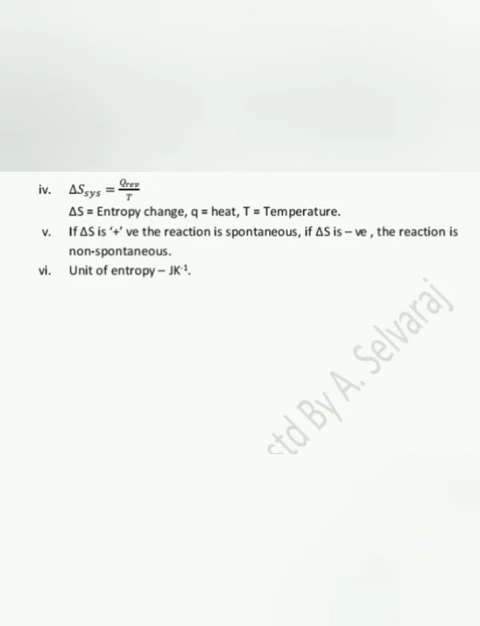 iv. ΔS_sys = Q_rev / T
ΔS = Entropy change, q = heat, T = Temperature.
v. If ΔS is ‘+’ ve the reaction is spontaneous, if ΔS is – ve , the reaction is
non-spontaneous.
vi. Unit of entropy – JK⁻¹.
std By A. Selvaraj